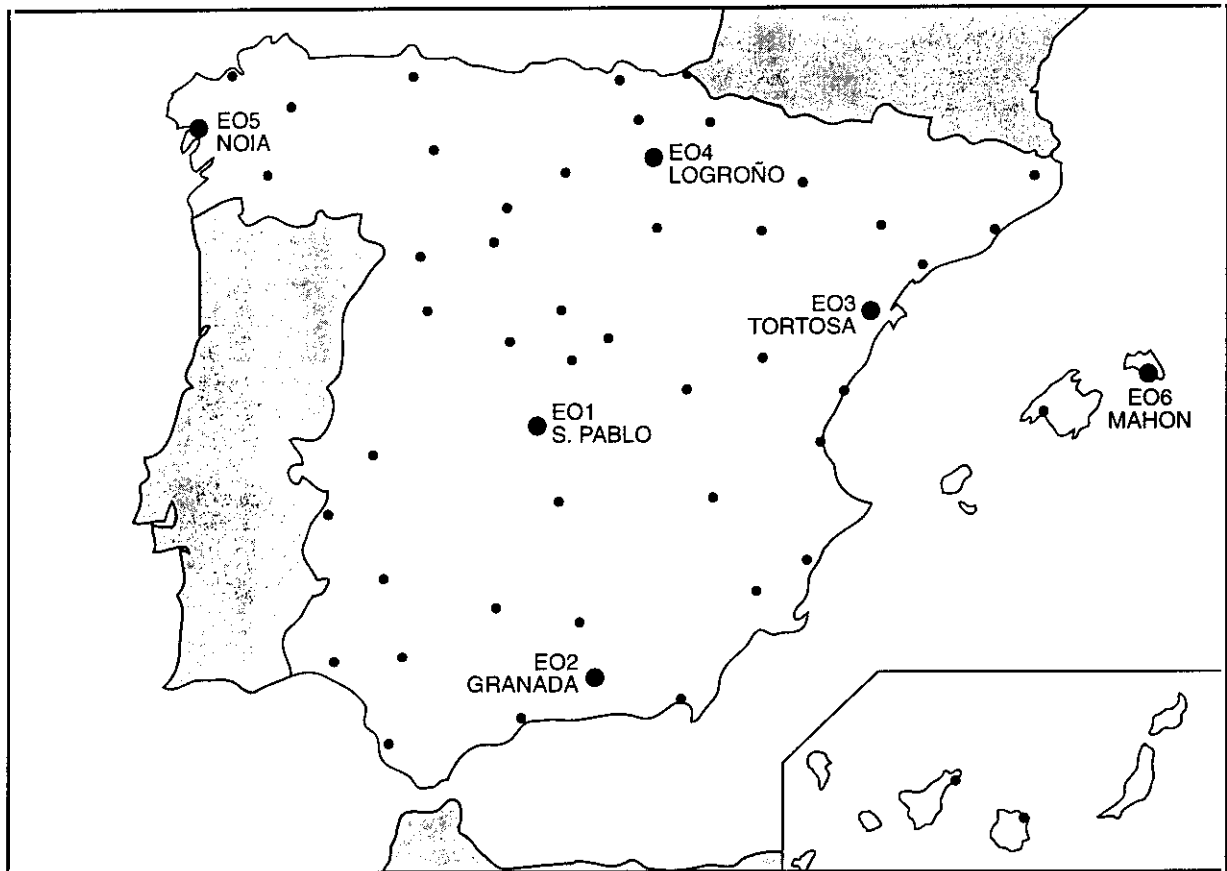 EO5
NOIA
EO4
LOGROÑO
EO3
TORTOSA
EO6
MAHON
EO1
S. PABLO
EO2
GRANADA